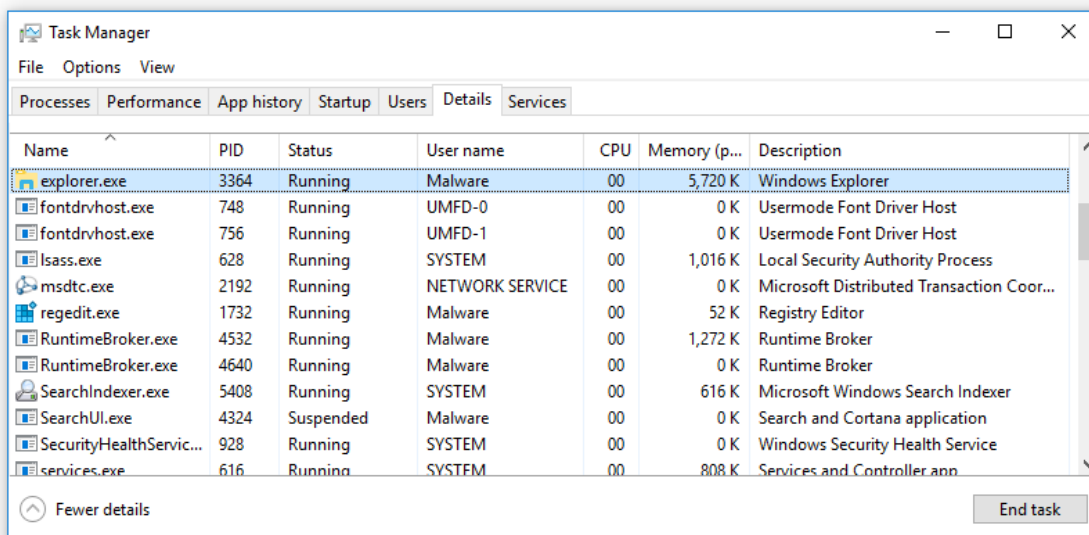 Task Manager
File Options View
Processes Performance App history Startup Users Details Services
Name PID Status User name CPU Memory (p... Description
explorer.exe 3364 Running Malware 00 5,720 K Windows Explorer
fontdrvhost.exe 748 Running UMFD-0 00 0 K Usermode Font Driver Host
fontdrvhost.exe 756 Running UMFD-1 00 0 K Usermode Font Driver Host
lsass.exe 628 Running SYSTEM 00 1,016 K Local Security Authority Process
msdtc.exe 2192 Running NETWORK SERVICE 00 0 K Microsoft Distributed Transaction Coor...
regedit.exe 1732 Running Malware 00 52 K Registry Editor
RuntimeBroker.exe 4532 Running Malware 00 1,272 K Runtime Broker
RuntimeBroker.exe 4640 Running Malware 00 0 K Runtime Broker
SearchIndexer.exe 5408 Running SYSTEM 00 616 K Microsoft Windows Search Indexer
SearchUI.exe 4324 Suspended Malware 00 0 K Search and Cortana application
SecurityHealthServic... 928 Running SYSTEM 00 0 K Windows Security Health Service
services.exe 616 Running SYSTEM 00 808 K Services and Controller app
Fewer details End task